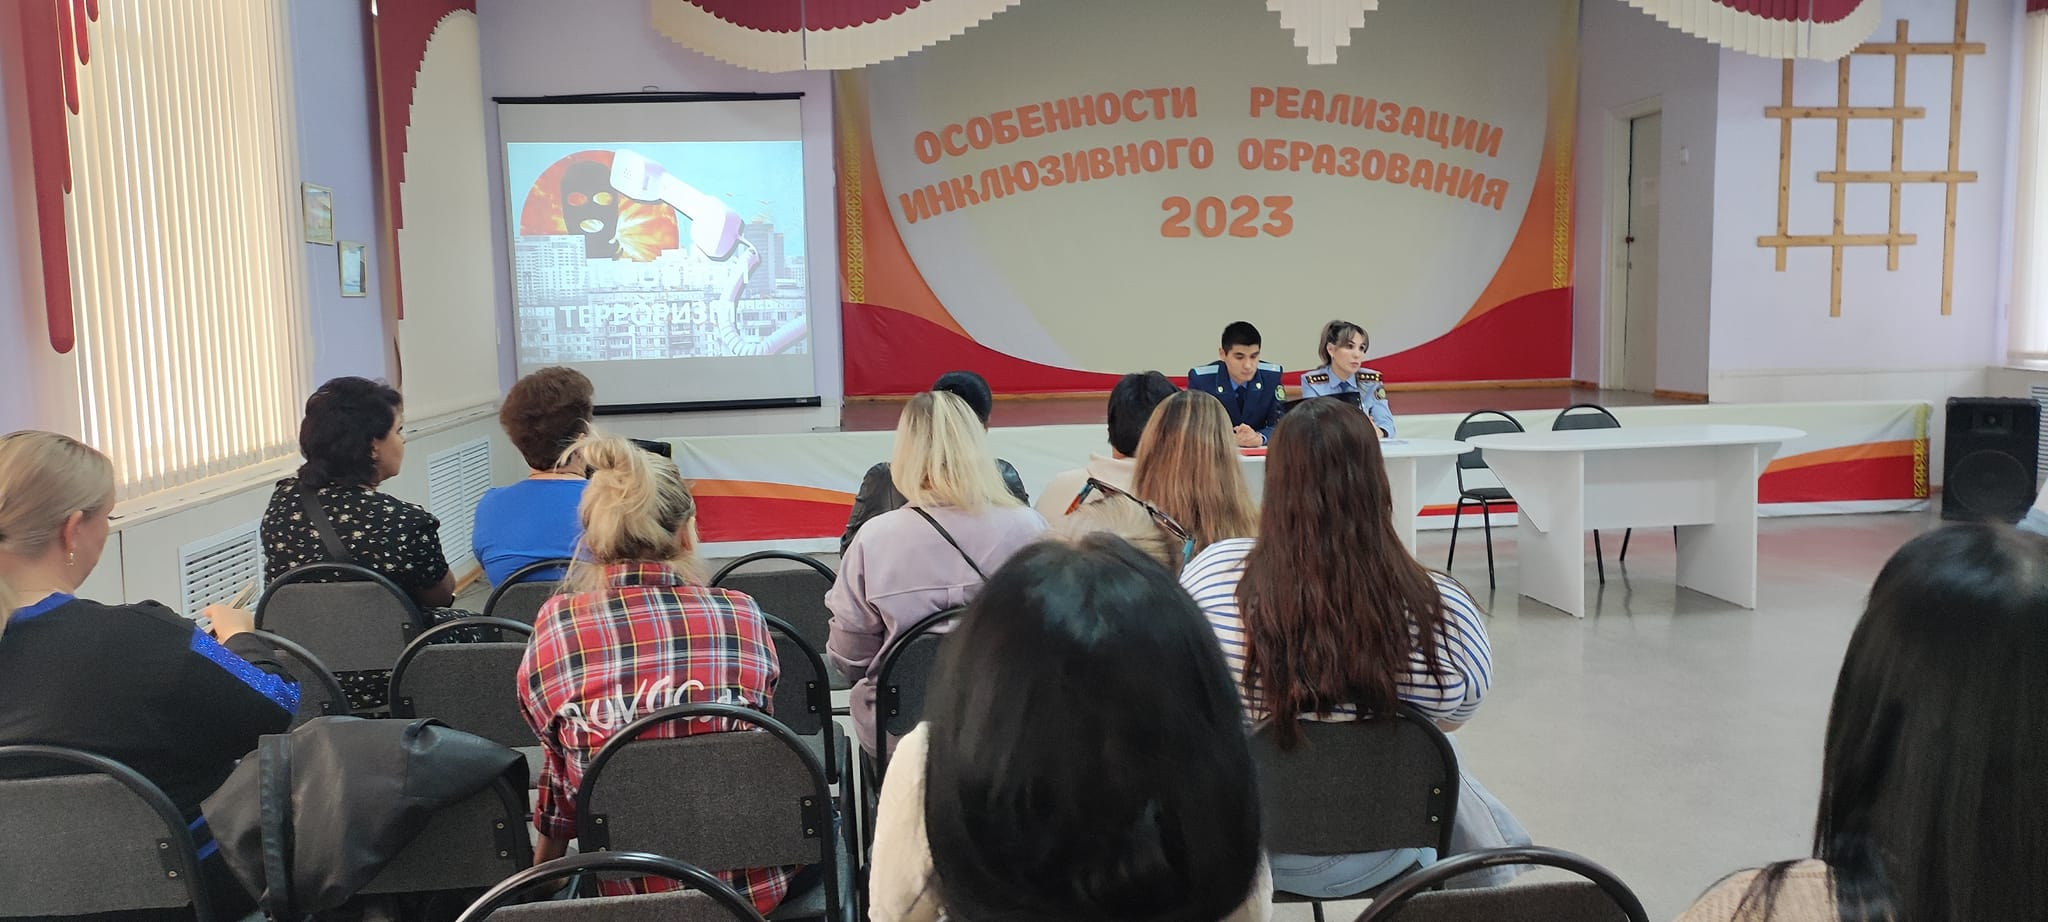 ОСОБЕННОСТИ РЕАЛИЗАЦИИ
ИНКЛЮЗИВНОГО ОБРАЗОВАНИЯ
2023